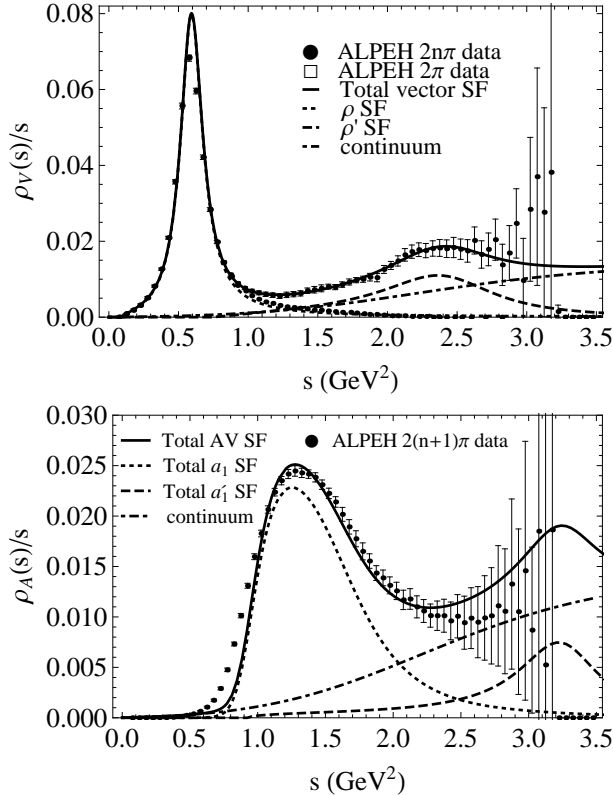 0.08
0.06
0.04
0.02
0.00
ρV(s)/s
● ALPEH 2nπ data
□ ALPEH 2π data
Total vector SF
ρ SF
ρ' SF
continuum
0.0 0.5 1.0 1.5 2.0 2.5 3.0 3.5
s (GeV²)
0.030
0.025
0.020
0.015
0.010
0.005
0.000
ρA(s)/s
Total AV SF ● ALPEH 2(n+1)π data
Total a₁ SF
Total a₁′ SF
continuum
0.0 0.5 1.0 1.5 2.0 2.5 3.0 3.5
s (GeV²)